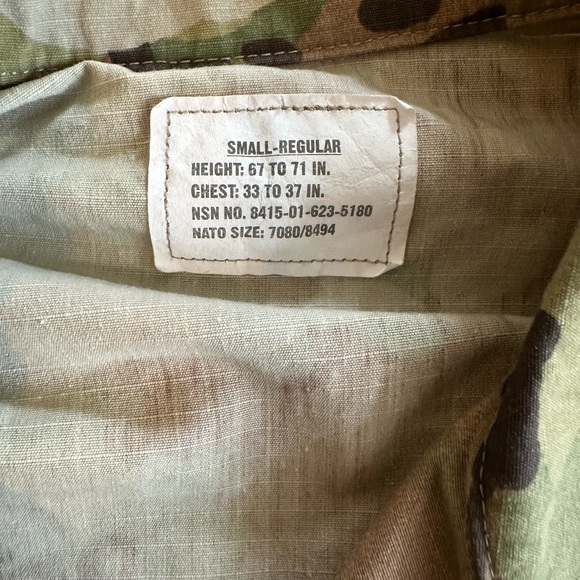 SMALL-REGULAR
HEIGHT: 67 TO 71 IN.
CHEST: 33 TO 37 IN.
NSN NO. 8415-01-623-5180
NATO SIZE: 7080/8494